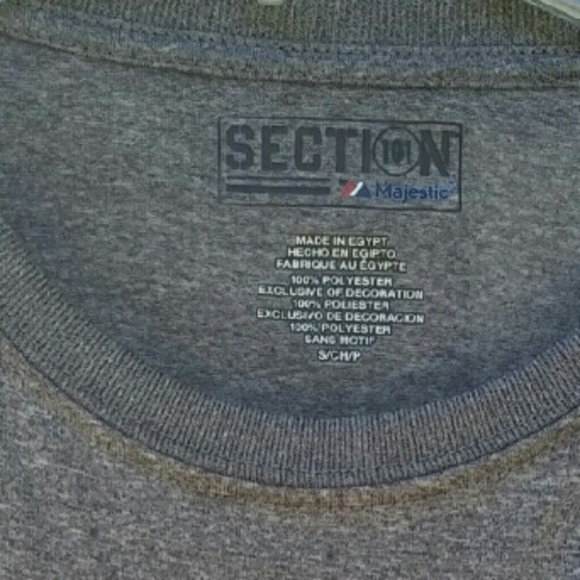 SECTION 101
Majestic
MADE IN EGYPT
HECHO EN EGIPTO
FABRIQUE AU ÉGYPTE
100% POLYESTER
EXCLUSIVE OF DECORATION
100% POLIESTER
EXCLUSIVO DE DECORACION
100% POLYESTER
SANS MOTIF
S/CH/P